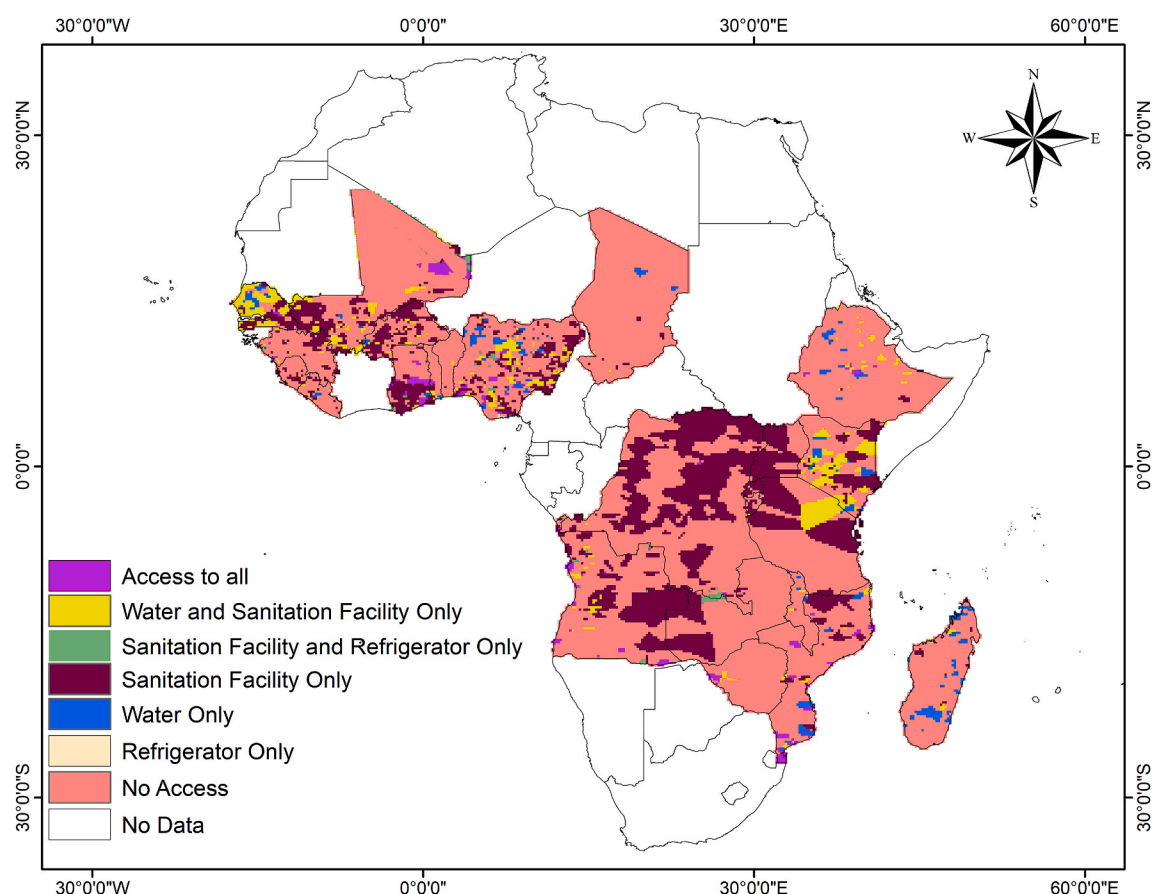 30°0'0"W 0°0'0" 30°0'0"E 60°0'0"E
N
W E
S
30°0'0"N 30°0'0"N
0°0'0" 0°0'0"
30°0'0"S 30°0'0"S
Access to all
Water and Sanitation Facility Only
Sanitation Facility and Refrigerator Only
Sanitation Facility Only
Water Only
Refrigerator Only
No Access
No Data
30°0'0"W 0°0'0" 30°0'0"E 60°0'0"E